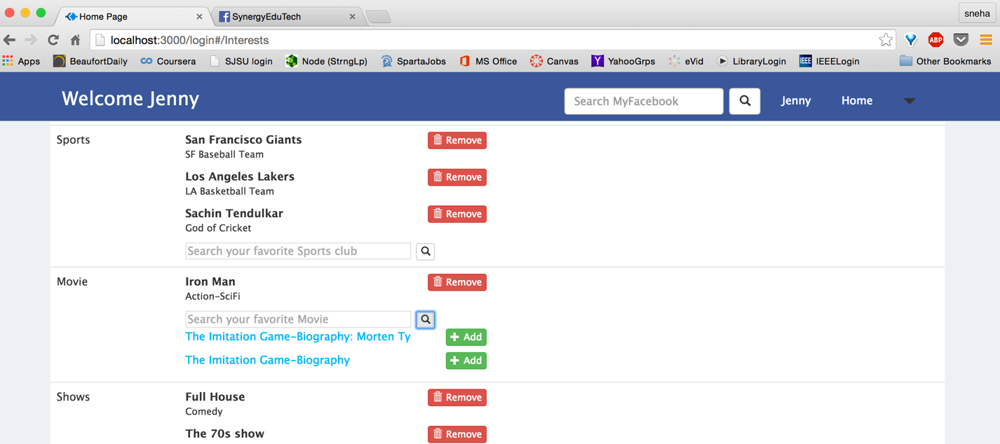 Home Page
SynergyEduTech
sneha
localhost:3000/login#/Interests
ABP
Apps BeaufortDaily Coursera SJSU login Node (StrngLp) SpartaJobs MS Office Canvas YahooGrps eVid LibraryLogin IEEE IEEELogin Other Bookmarks
Welcome Jenny Search MyFacebook Jenny Home
Sports San Francisco Giants Remove
SF Baseball Team
Los Angeles Lakers Remove
LA Basketball Team
Sachin Tendulkar Remove
God of Cricket
Search your favorite Sports club
Movie Iron Man Remove
Action-SciFi
Search your favorite Movie
The Imitation Game-Biography: Morten Ty Add
The Imitation Game-Biography Add
Shows Full House Remove
Comedy
The 70s show Remove